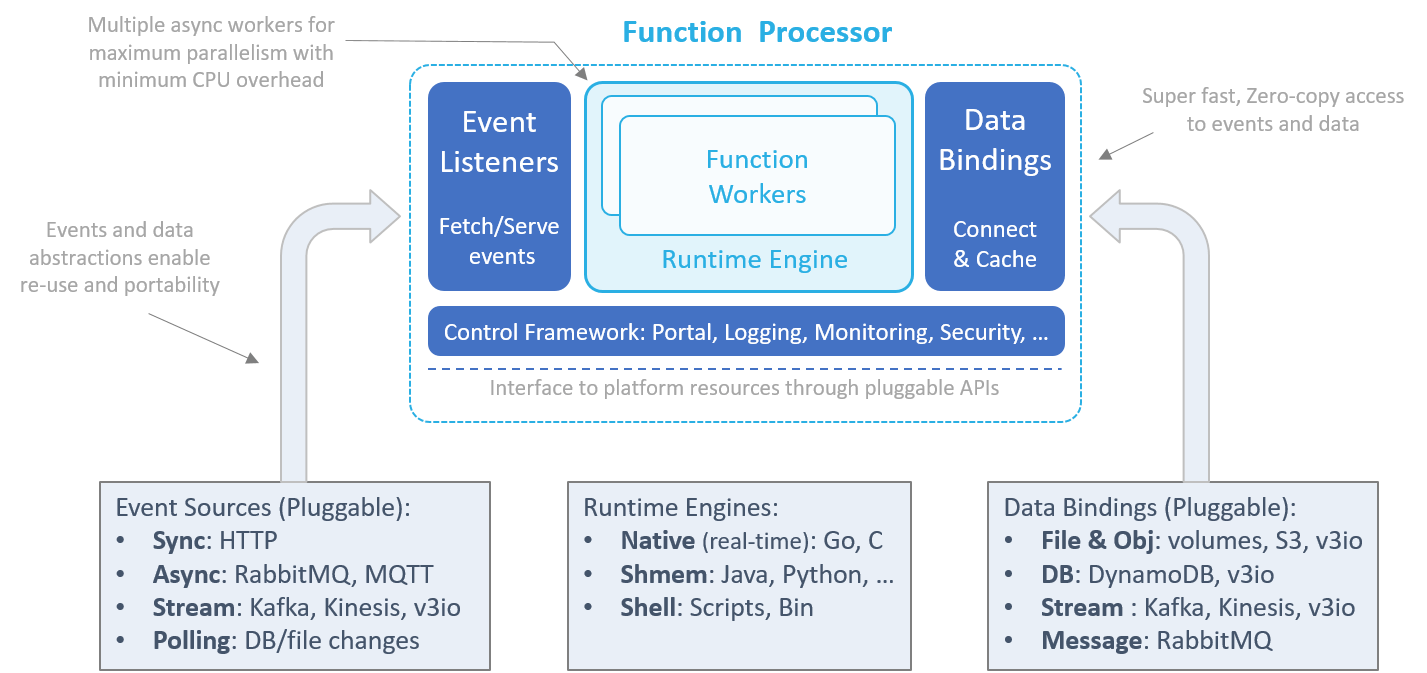 Multiple async workers for
maximum parallelism with
minimum CPU overhead
Function Processor
Event
Listeners
Fetch/Serve
events
Function
Workers
Runtime Engine
Data
Bindings
Connect
& Cache
Super fast, Zero-copy access
to events and data
Events and data
abstractions enable
re-use and portability
Control Framework: Portal, Logging, Monitoring, Security, ...
Interface to platform resources through pluggable APIs
Event Sources (Pluggable):
• Sync: HTTP
• Async: RabbitMQ, MQTT
• Stream: Kafka, Kinesis, v3io
• Polling: DB/file changes
Runtime Engines:
• Native (real-time): Go, C
• Shmem: Java, Python, ...
• Shell: Scripts, Bin
Data Bindings (Pluggable):
• File & Obj: volumes, S3, v3io
• DB: DynamoDB, v3io
• Stream : Kafka, Kinesis, v3io
• Message: RabbitMQ